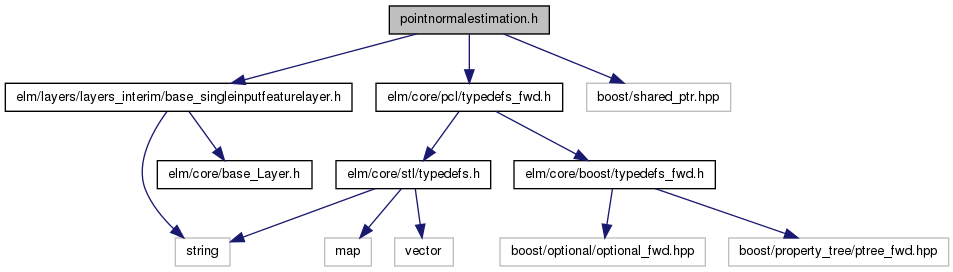 pointnormalestimation.h
elm/layers/layers_interim/base_singleinputfeaturelayer.h
elm/core/pcl/typedefs_fwd.h
boost/shared_ptr.hpp
elm/core/base_Layer.h
elm/core/stl/typedefs.h
elm/core/boost/typedefs_fwd.h
string
map
vector
boost/optional/optional_fwd.hpp
boost/property_tree/ptree_fwd.hpp